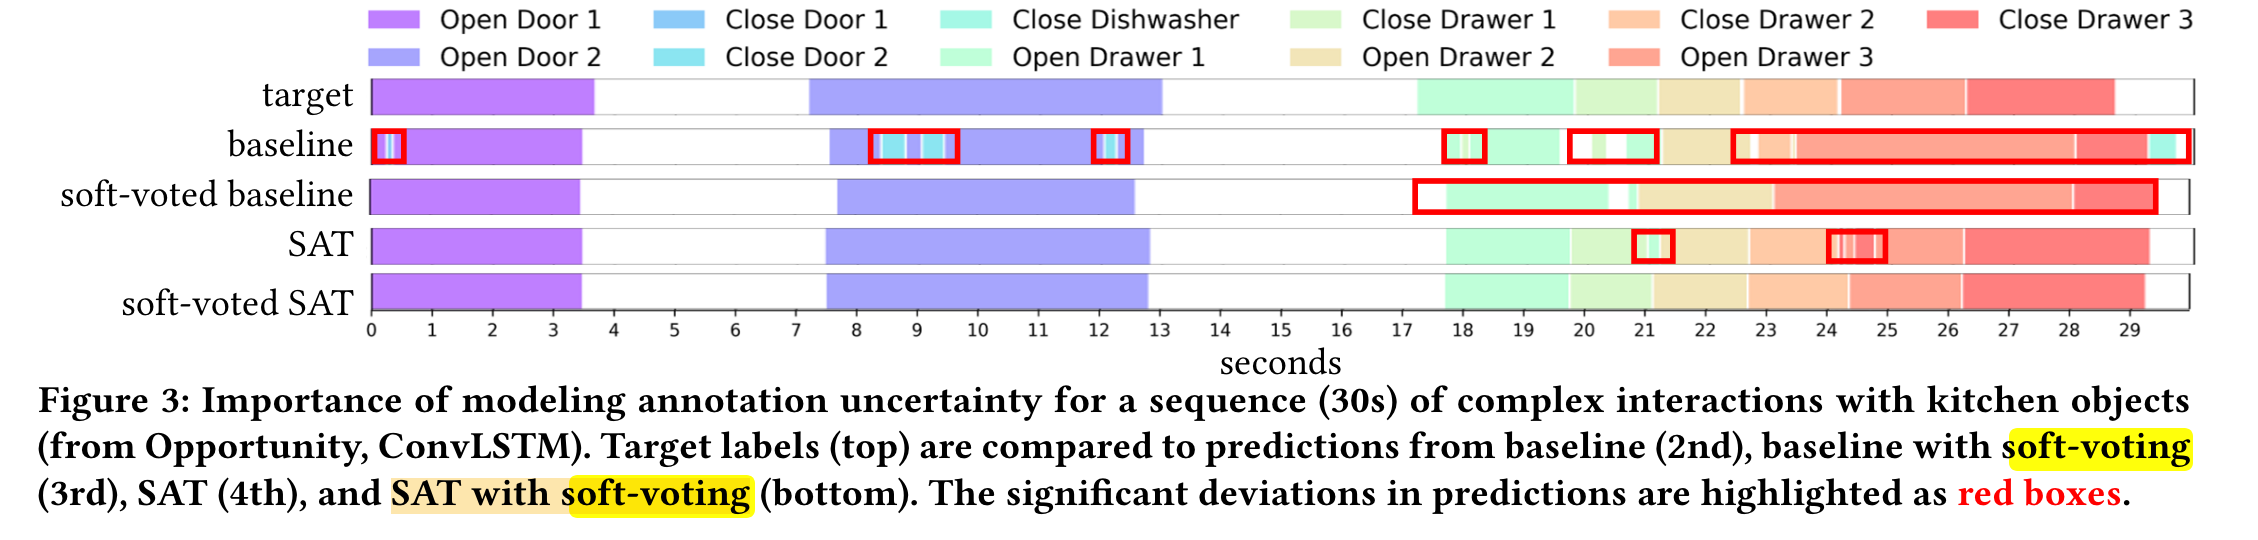 Open Door 1 Close Door 1 Close Dishwasher Close Drawer 1 Close Drawer 2 Close Drawer 3
Open Door 2 Close Door 2 Open Drawer 1 Open Drawer 2 Open Drawer 3
target
baseline
soft-voted baseline
SAT
soft-voted SAT
0 1 2 3 4 5 6 7 8 9 10 11 12 13 14 15 16 17 18 19 20 21 22 23 24 25 26 27 28 29
seconds
Figure 3: Importance of modeling annotation uncertainty for a sequence (30s) of complex interactions with kitchen objects
(from Opportunity, ConvLSTM). Target labels (top) are compared to predictions from baseline (2nd), baseline with soft-voting
(3rd), SAT (4th), and SAT with soft-voting (bottom). The significant deviations in predictions are highlighted as red boxes.